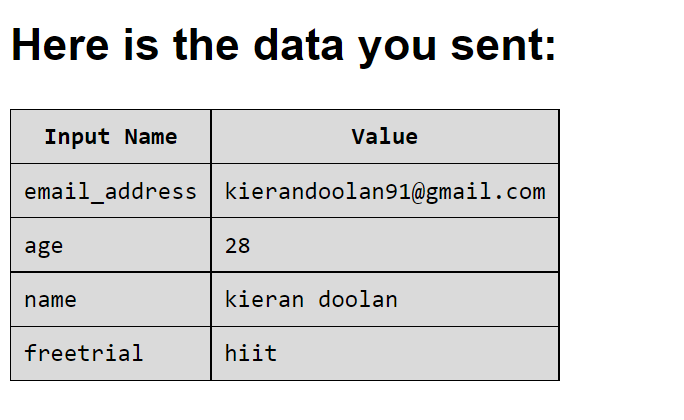 Here is the data you sent:
Input Name Value
email_address kierandoolan91@gmail.com
age 28
name kieran doolan
freetrial hiit